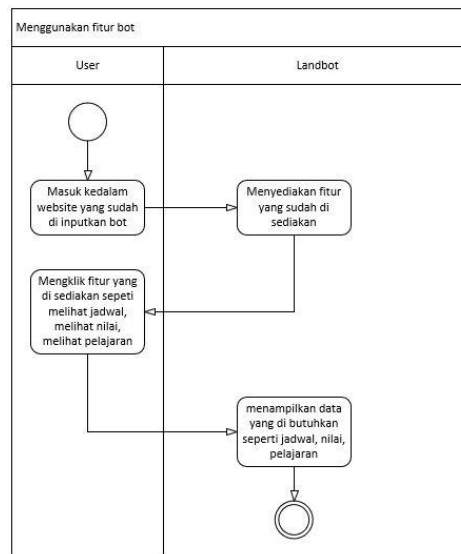 Menggunakan fitur bot
User
Landbot
Masuk kedalam
website yang sudah
di inputkan bot
Menyediakan fitur
yang sudah di
sediakan
Mengklik fitur yang
di sediakan sepeti
melihat jadwal,
melihat nilai,
melihat pelajaran
menampilkan data
yang di butuhkan
seperti jadwal, nilai,
pelajaran